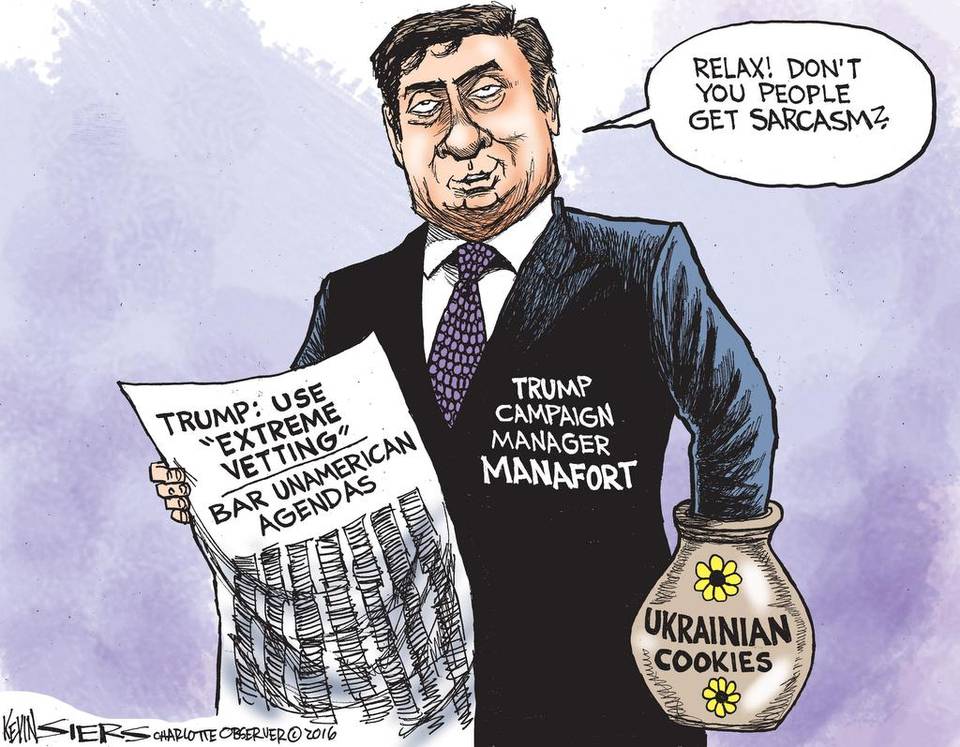 RELAX! DON'T
YOU PEOPLE
GET SARCASM?
TRUMP: USE
"EXTREME
VETTING"
BAR UNAMERICAN
AGENDAS
TRUMP
CAMPAIGN
MANAGER
MANAFORT
UKRAINIAN
COOKIES
KEVIN SIERS CHARLOTTE OBSERVER © 2016